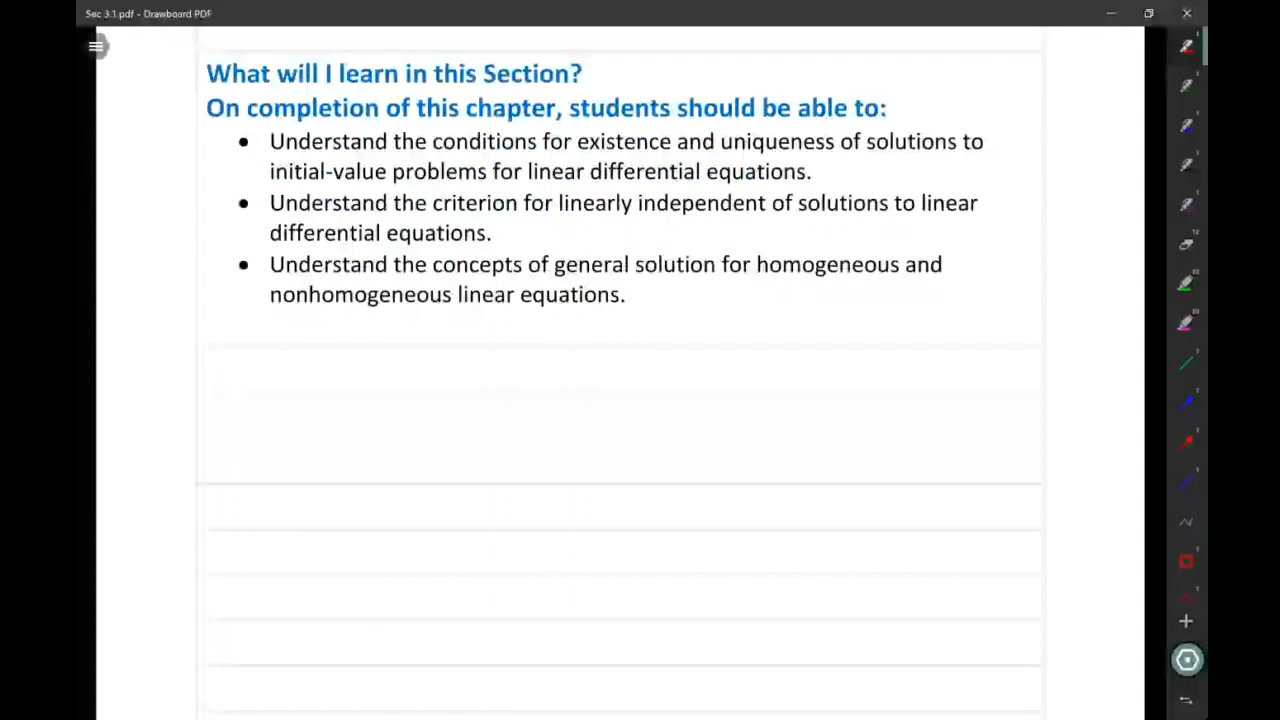 Sec 3.1.pdf - Drawboard PDF
What will I learn in this Section?
On completion of this chapter, students should be able to:
• Understand the conditions for existence and uniqueness of solutions to
initial-value problems for linear differential equations.
• Understand the criterion for linearly independent of solutions to linear
differential equations.
• Understand the concepts of general solution for homogeneous and
nonhomogeneous linear equations.